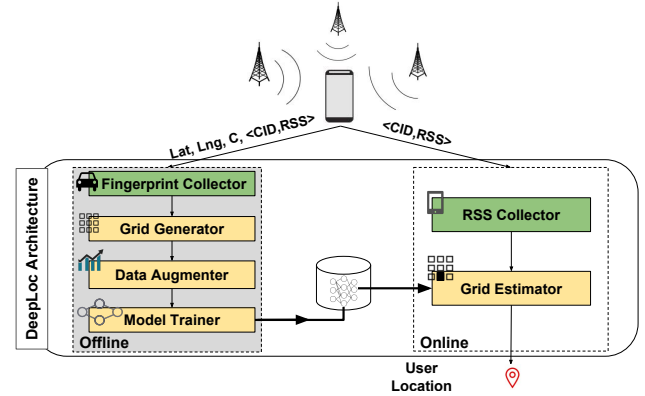 Lat, Lng, C, <CID,RSS>
<CID,RSS>
DeepLoc Architecture
Fingerprint Collector
Grid Generator
Data Augmenter
Model Trainer
Offline
RSS Collector
Grid Estimator
Online
User
Location